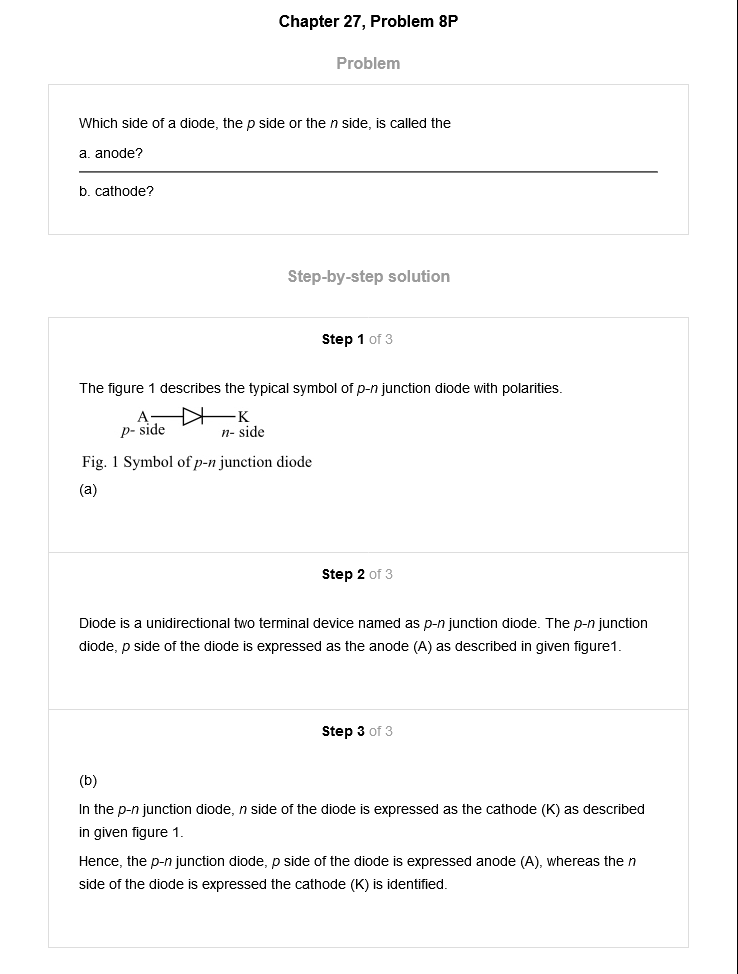 Chapter 27, Problem 8P
Problem
Which side of a diode, the p side or the n side, is called the
a. anode?
b. cathode?
Step-by-step solution
Step 1 of 3
The figure 1 describes the typical symbol of p-n junction diode with polarities.
A K
p- side n- side
Fig. 1 Symbol of p-n junction diode
(a)
Step 2 of 3
Diode is a unidirectional two terminal device named as p-n junction diode. The p-n junction
diode, p side of the diode is expressed as the anode (A) as described in given figure1.
Step 3 of 3
(b)
In the p-n junction diode, n side of the diode is expressed as the cathode (K) as described
in given figure 1.
Hence, the p-n junction diode, p side of the diode is expressed anode (A), whereas the n
side of the diode is expressed the cathode (K) is identified.